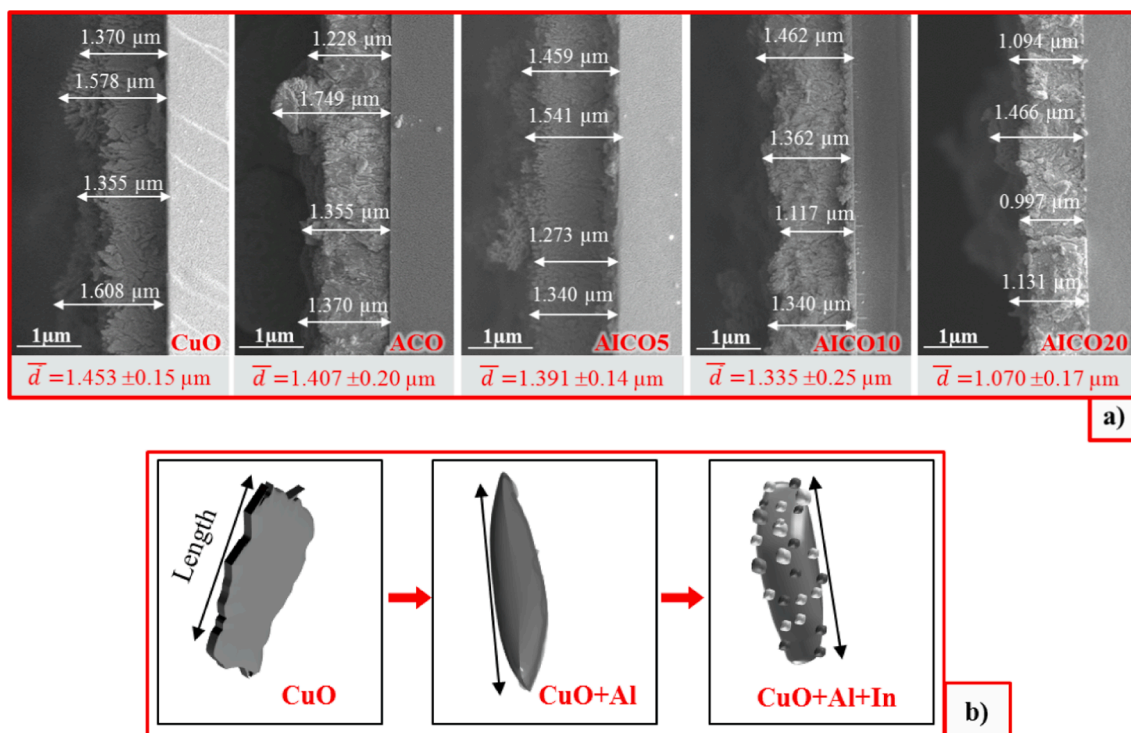 1.370 µm
1.578 µm
1.355 µm
1.608 µm
1µm
CuO
1.228 µm
1.749 µm
1.355 µm
1.370 µm
1µm
ACO
1.459 µm
1.541 µm
1.273 µm
1.340 µm
1µm
AICO5
1.462 µm
1.362 µm
1.117 µm
1.340 µm
1µm
AICO10
1.094 µm
1.466 µm
0.997 µm
1.131 µm
1µm
AICO20
d̅ =1.453 ±0.15 µm
d̅ =1.407 ±0.20 µm
d̅ =1.391 ±0.14 µm
d̅ =1.335 ±0.25 µm
d̅ =1.070 ±0.17 µm
a)
Length
CuO
CuO+Al
CuO+Al+In
b)